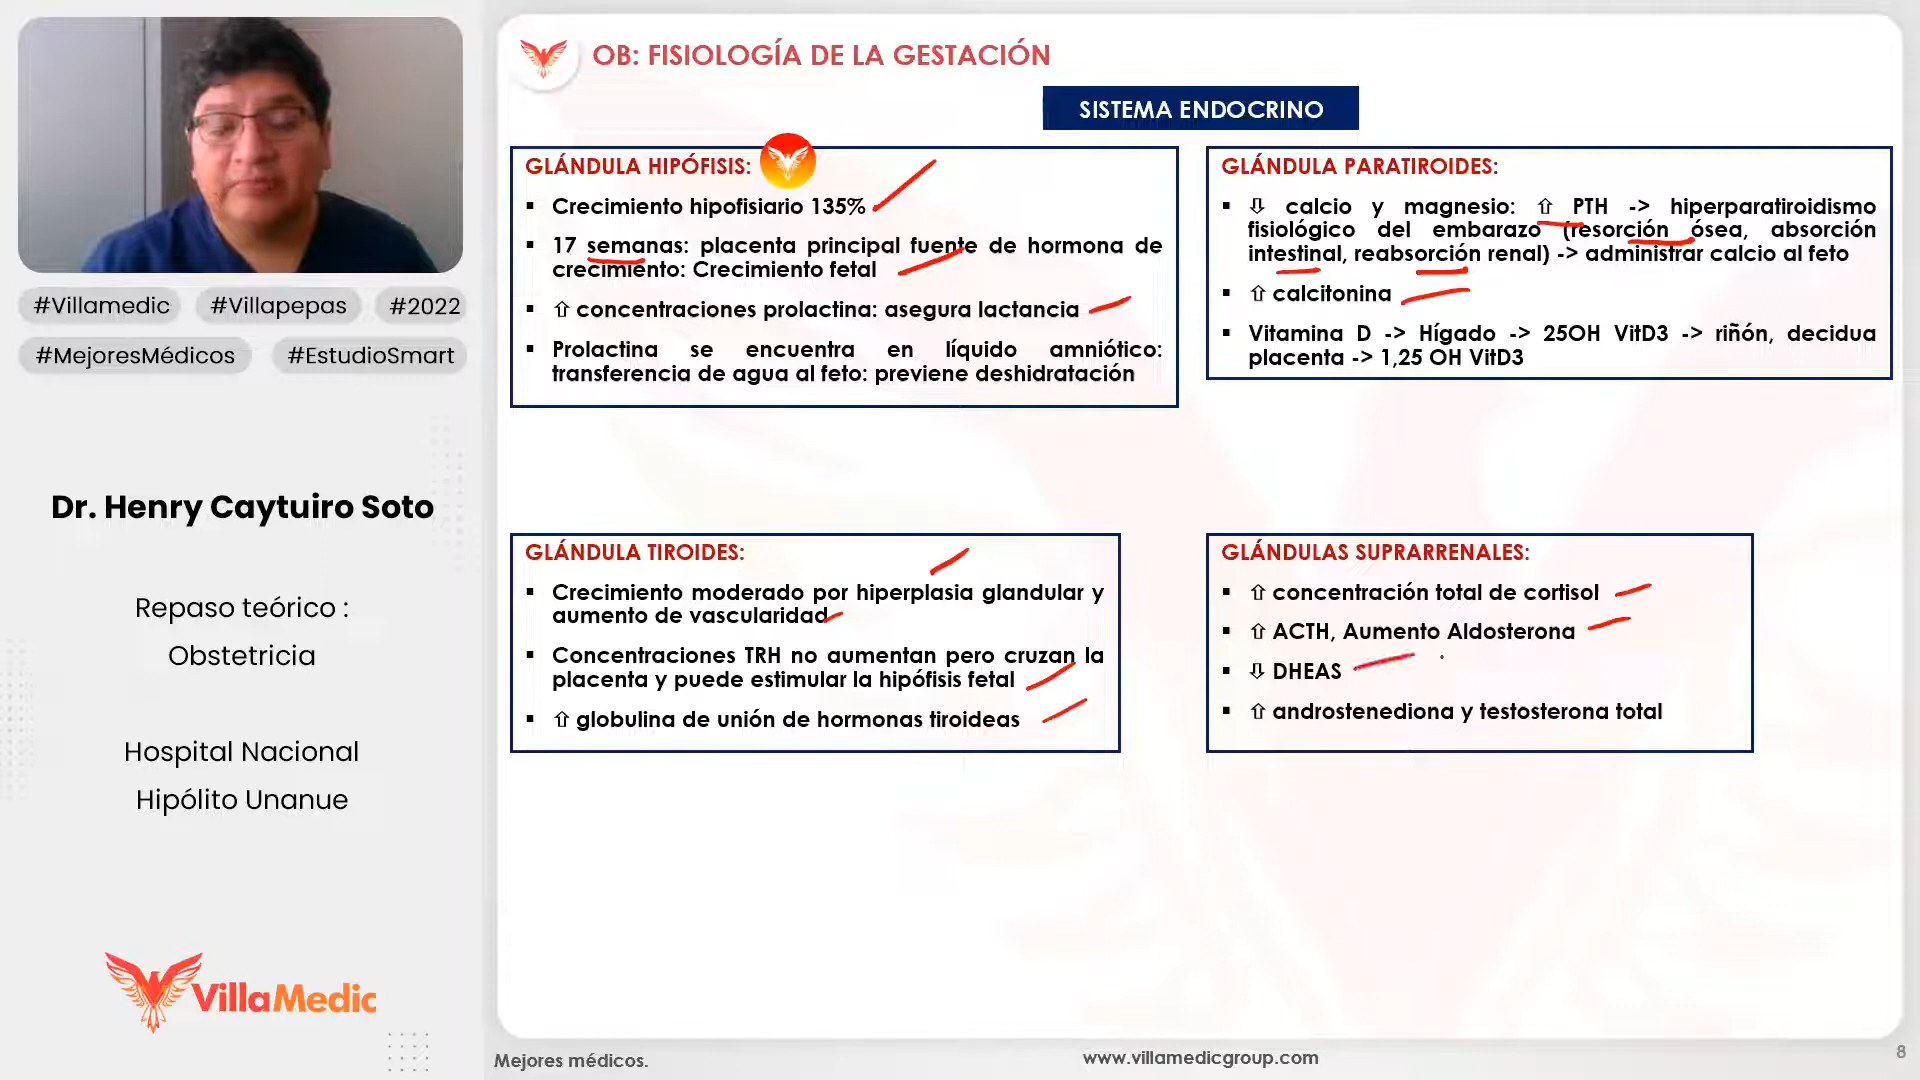 #Villamedic #Villapepas #2022
#MejoresMédicos #EstudioSmart
Dr. Henry Caytuiro Soto
Repaso teórico :
Obstetricia
Hospital Nacional
Hipólito Unanue
VillaMedic
OB: FISIOLOGÍA DE LA GESTACIÓN
SISTEMA ENDOCRINO
GLÁNDULA HIPÓFISIS:
▪ Crecimiento hipofisiario 135%
▪ 17 semanas: placenta principal fuente de hormona de
crecimiento: Crecimiento fetal
▪ ⇧ concentraciones prolactina: asegura lactancia
▪ Prolactina se encuentra en líquido amniótico:
transferencia de agua al feto: previene deshidratación
GLÁNDULA PARATIROIDES:
▪ ⇩ calcio y magnesio: ⇧ PTH -> hiperparatiroidismo
fisiológico del embarazo (resorción ósea, absorción
intestinal, reabsorción renal) -> administrar calcio al feto
▪ ⇧ calcitonina
▪ Vitamina D -> Hígado -> 25OH VitD3 -> riñón, decidua
placenta -> 1,25 OH VitD3
GLÁNDULA TIROIDES:
▪ Crecimiento moderado por hiperplasia glandular y
aumento de vascularidad
▪ Concentraciones TRH no aumentan pero cruzan la
placenta y puede estimular la hipófisis fetal
▪ ⇧ globulina de unión de hormonas tiroideas
GLÁNDULAS SUPRARRENALES:
▪ ⇧ concentración total de cortisol
▪ ⇧ ACTH, Aumento Aldosterona
▪ ⇩ DHEAS
▪ ⇧ androstenediona y testosterona total
Mejores médicos.
www.villamedicgroup.com
8